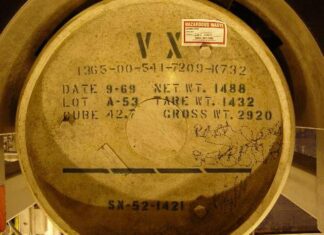 VX
HAZARDOUS WASTE
1365-00-541-7209-K732
DATE 9-69 NET WT. 1488
LOT A-53 TARE WT. 1432
CUBE 42.7 GROSS WT. 2920
SN-52-1421